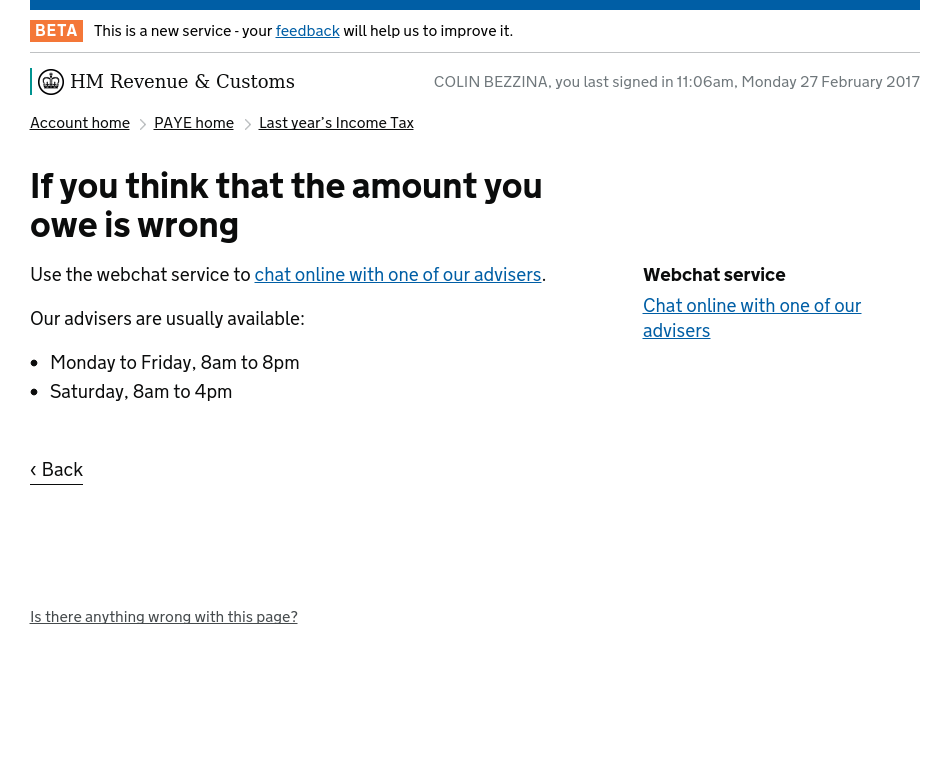 BETA This is a new service - your feedback will help us to improve it.
HM Revenue & Customs COLIN BEZZINA, you last signed in 11:06am, Monday 27 February 2017
Account home PAYE home Last year's Income Tax
If you think that the amount you
owe is wrong
Use the webchat service to chat online with one of our advisers.
Our advisers are usually available:
• Monday to Friday, 8am to 8pm
• Saturday, 8am to 4pm
Webchat service
Chat online with one of our
advisers
‹ Back
Is there anything wrong with this page?